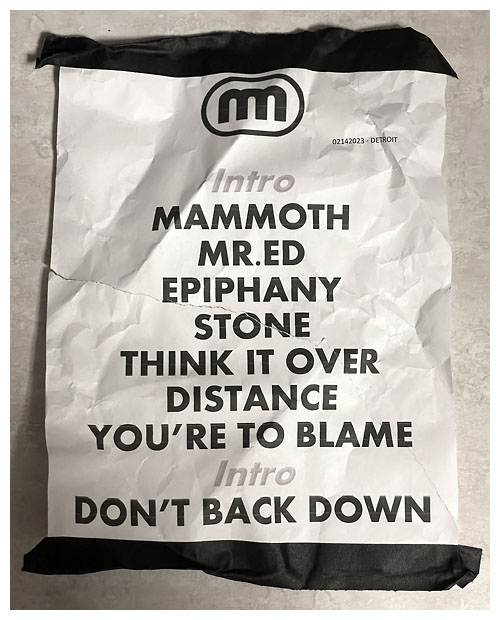 m
02142023 - DETROIT
Intro
MAMMOTH
MR.ED
EPIPHANY
STONE
THINK IT OVER
DISTANCE
YOU'RE TO BLAME
Intro
DON'T BACK DOWN